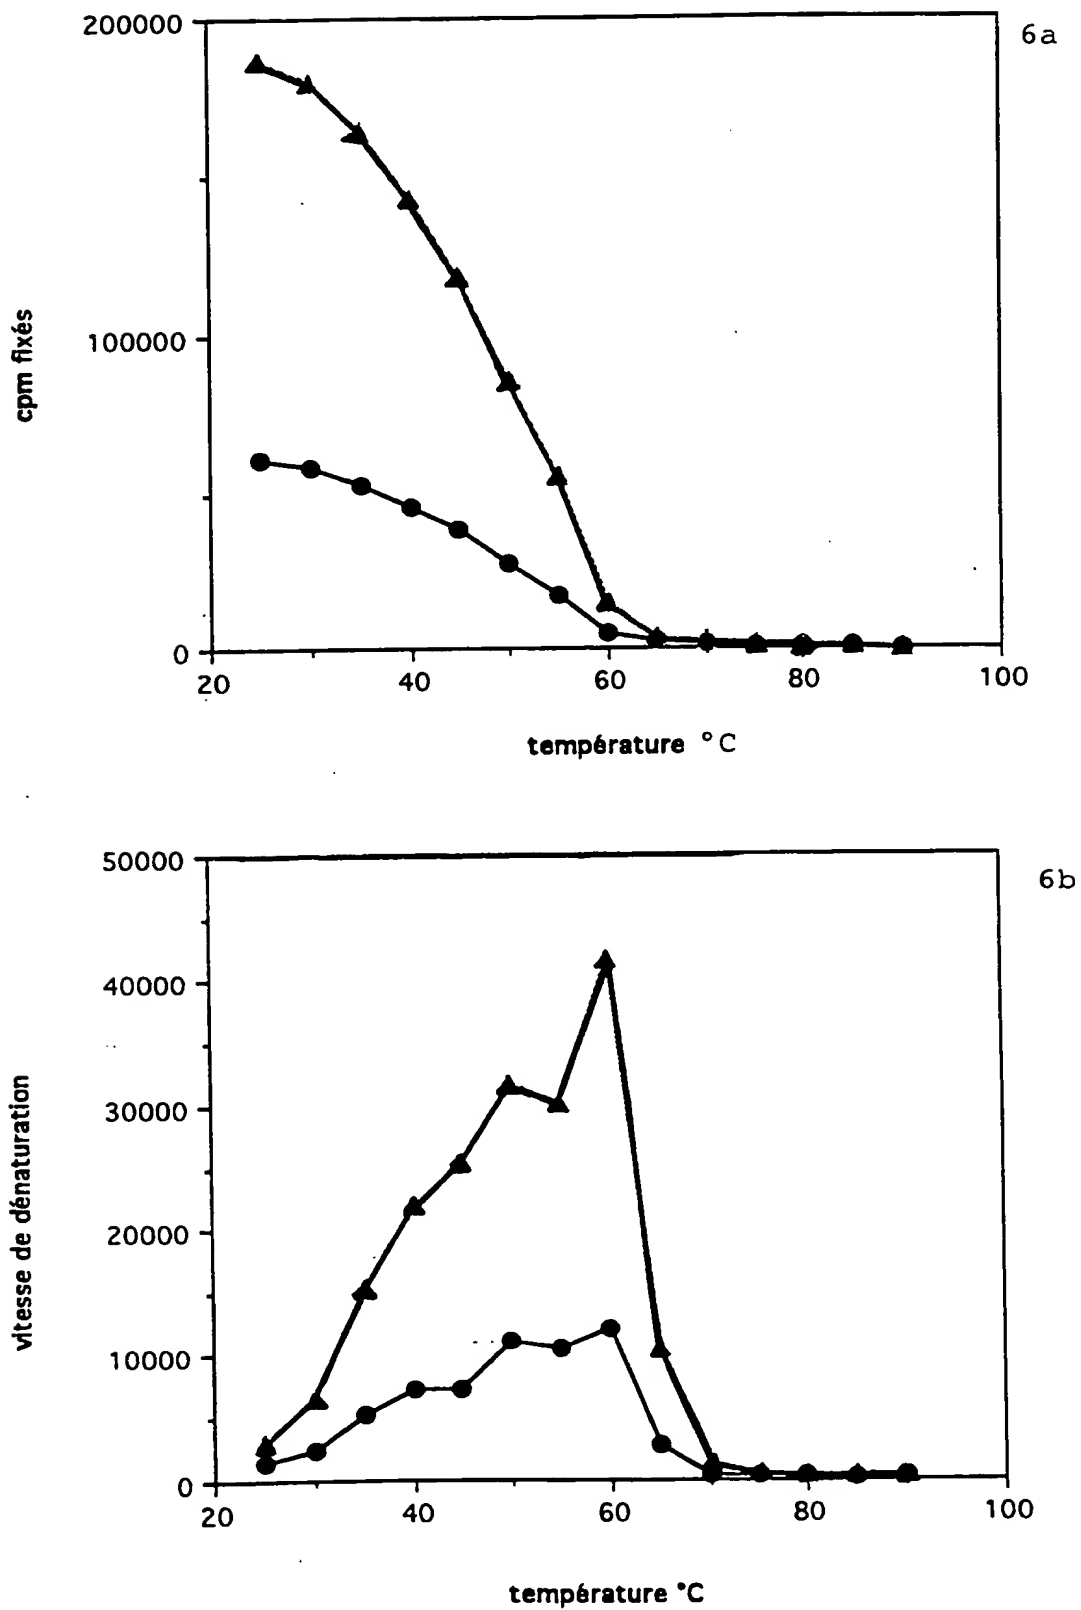 200000
6a
100000
cpm fixés
0
20 40 60 80 100
température °C
50000
6b
40000
30000
vitesse de dénaturation
20000
10000
0
20 40 60 80 100
température °C